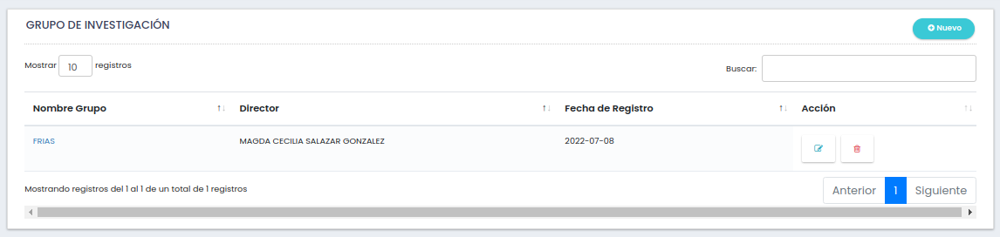 GRUPO DE INVESTIGACIÓN
Nuevo
Mostrar 10 registros
Buscar:
Nombre Grupo Director Fecha de Registro Acción
FRIAS MAGDA CECILIA SALAZAR GONZALEZ 2022-07-08
Mostrando registros del 1 al 1 de un total de 1 registros
Anterior 1 Siguiente